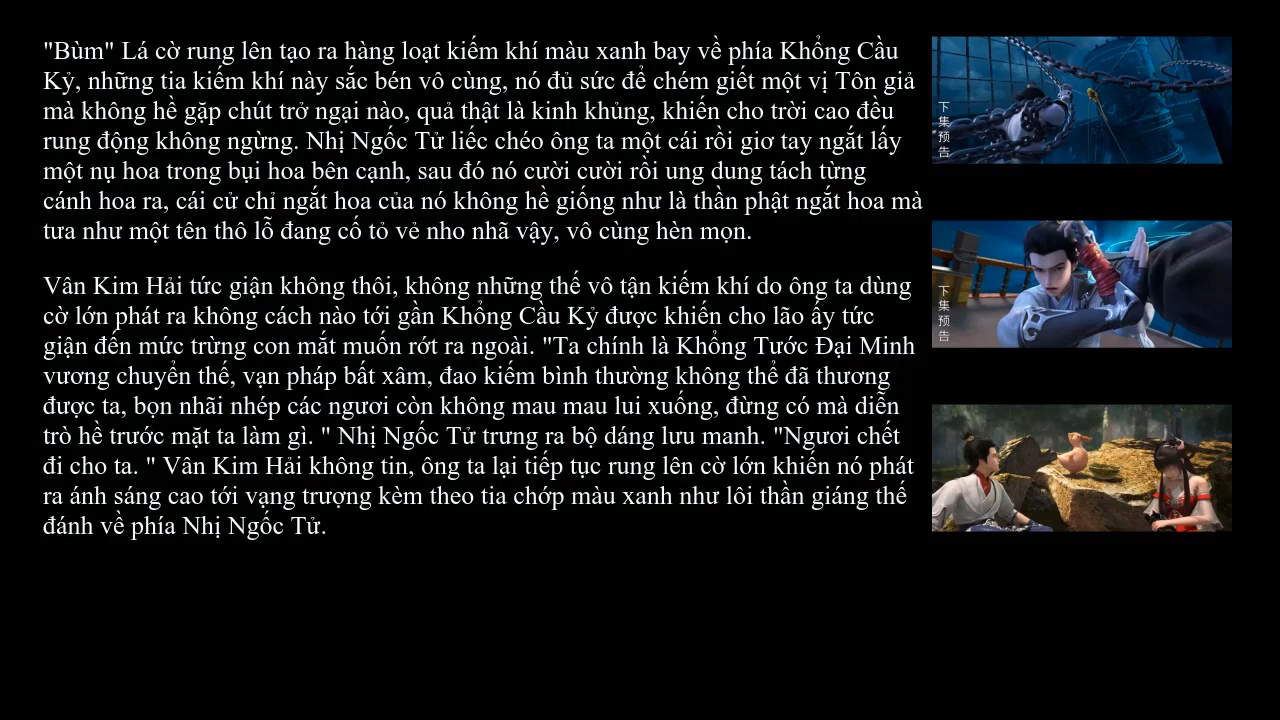 "Bùm" Lá cờ rung lên tạo ra hàng loạt kiếm khí màu xanh bay về phía Khổng Cầu
Kỷ, những tia kiếm khí này sắc bén vô cùng, nó đủ sức để chém giết một vị Tôn giả
mà không hề gặp chút trở ngại nào, quả thật là kinh khủng, khiến cho trời cao đều
rung động không ngừng. Nhị Ngốc Tử liếc chéo ông ta một cái rồi giơ tay ngắt lấy
một nụ hoa trong bụi hoa bên cạnh, sau đó nó cười cười rồi ung dung tách từng
cánh hoa ra, cái cử chỉ ngắt hoa của nó không hề giống như là thần phật ngắt hoa mà
tựa như một tên thô lỗ đang cố tỏ vẻ nho nhã vậy, vô cùng hèn mọn.
Vân Kim Hải tức giận không thôi, không những thế vô tận kiếm khí do ông ta dùng
cờ lớn phát ra không cách nào tới gần Khổng Cầu Kỷ được khiến cho lão ấy tức
giận đến mức trừng con mắt muốn rớt ra ngoài. "Ta chính là Khổng Tước Đại Minh
vương chuyển thế, vạn pháp bất xâm, đao kiếm bình thường không thể đả thương
được ta, bọn nhãi nhép các ngươi còn không mau mau lui xuống, đừng có mà diễn
trò hề trước mặt ta làm gì. " Nhị Ngốc Tử trưng ra bộ dáng lưu manh. "Ngươi chết
đi cho ta. " Vân Kim Hải không tin, ông ta lại tiếp tục rung lên cờ lớn khiến nó phát
ra ánh sáng cao tới vạng trượng kèm theo tia chớp màu xanh như lôi thần giáng thế
đánh về phía Nhị Ngốc Tử.
下集预告
下集预告